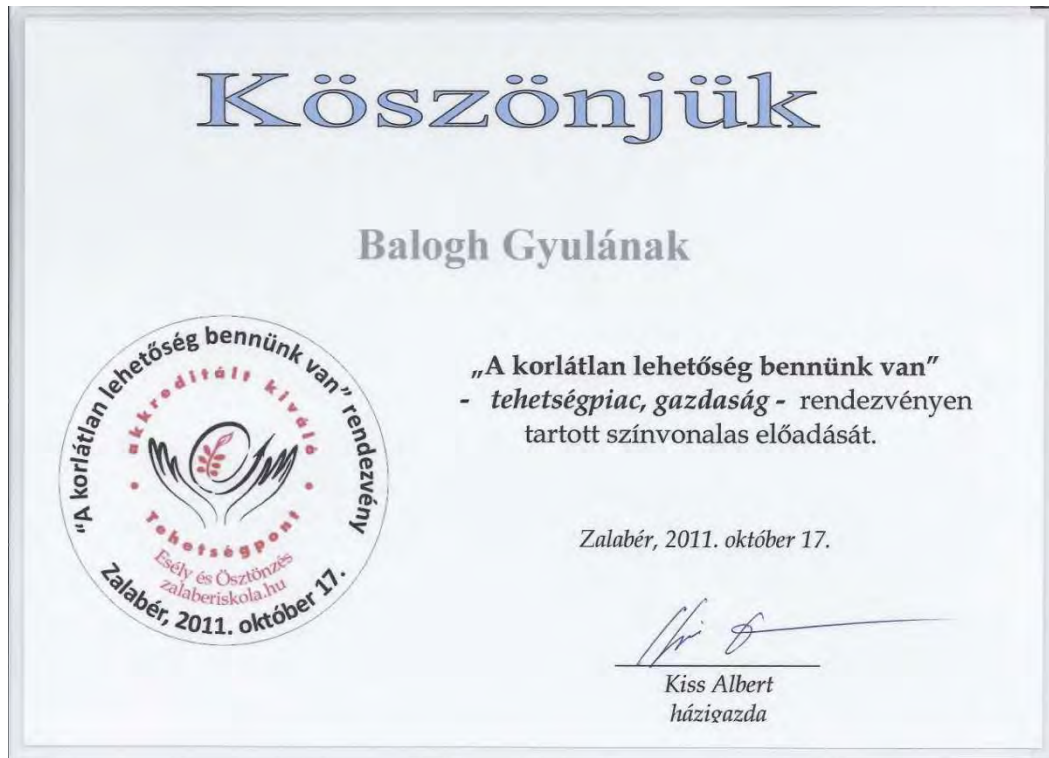 Köszönjük
Balogh Gyulának
"A korlátlan lehetőség bennünk van" rendezvény
akkreditált kiváló
Tehetségpont
Esély és Ösztönzés
zalaberiskola.hu
Zalabér, 2011. október 17.
„A korlátlan lehetőség bennünk van”
- tehetségpiac, gazdaság - rendezvényen
tartott színvonalas előadását.
Zalabér, 2011. október 17.
Kiss Albert
házigazda